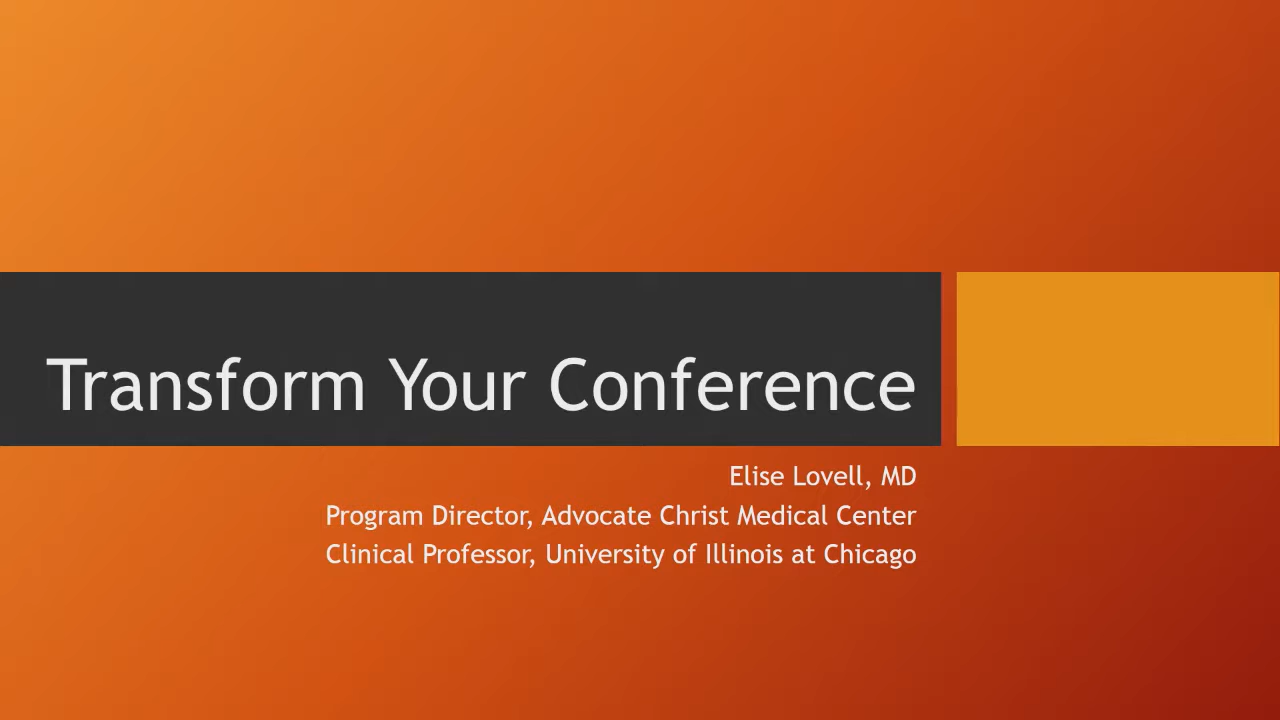 Transform Your Conference
Elise Lovell, MD
Program Director, Advocate Christ Medical Center
Clinical Professor, University of Illinois at Chicago